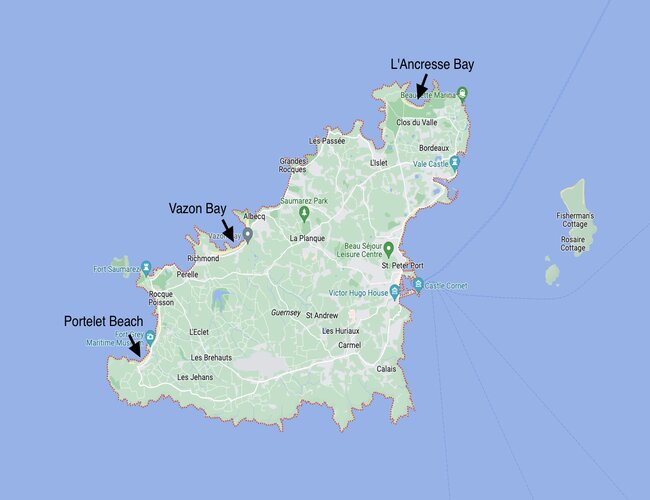 L'Ancresse Bay
Beaucette Marina
Clos du Valle
Les Passée
Bordeaux
Grandes
Rocques
L'Islet
Vale Castle
Saumarez Park
Fisherman's
Cottage
Vazon Bay
Albecq
La Planque
Rosaire
Cottage
Beau Séjour
Leisure Centre
Richmond
Fort Saumarez
Perelle
St. Peter Port
Castle Cornet
Rocque
Poisson
Victor Hugo House
Guernsey
St Andrew
Portelet Beach
L'Eclet
Les Huriaux
Fort Grey
Maritime Museum
Carmel
Les Brehauts
Calais
Les Jehans